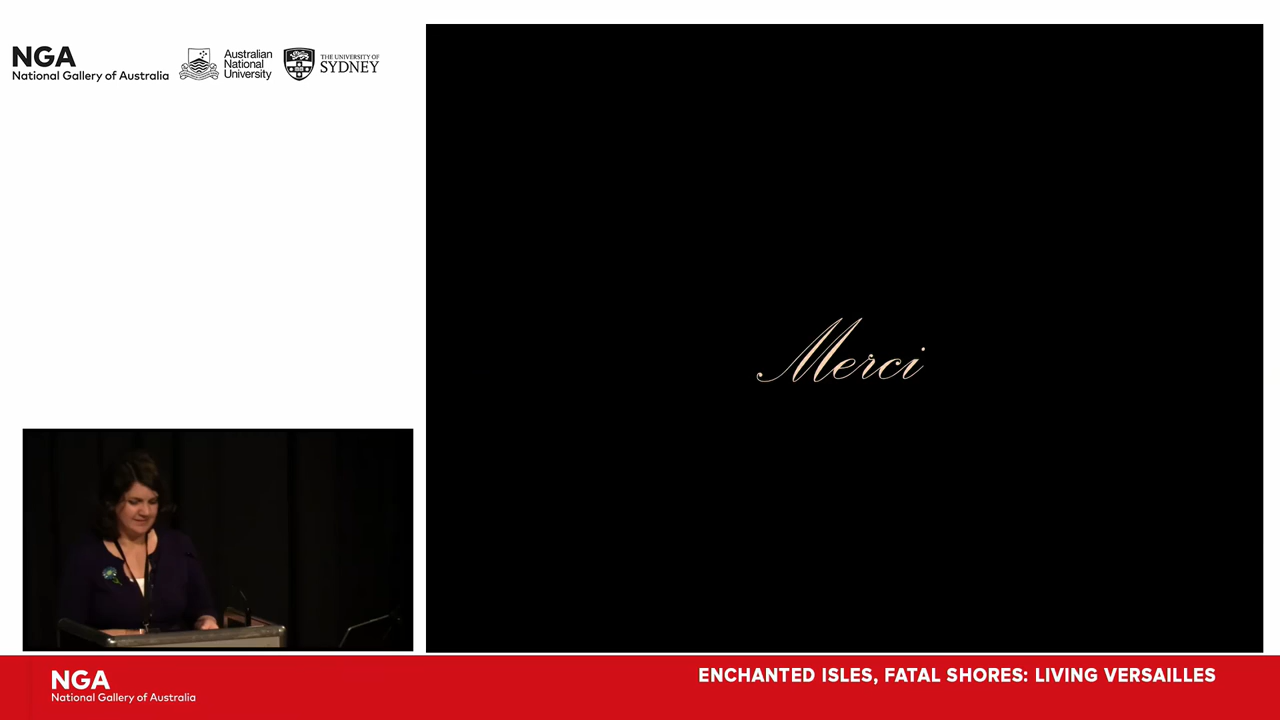 NGA
National Gallery of Australia
Australian
National
University
THE UNIVERSITY OF
SYDNEY
Merci
NGA
National Gallery of Australia
ENCHANTED ISLES, FATAL SHORES: LIVING VERSAILLES